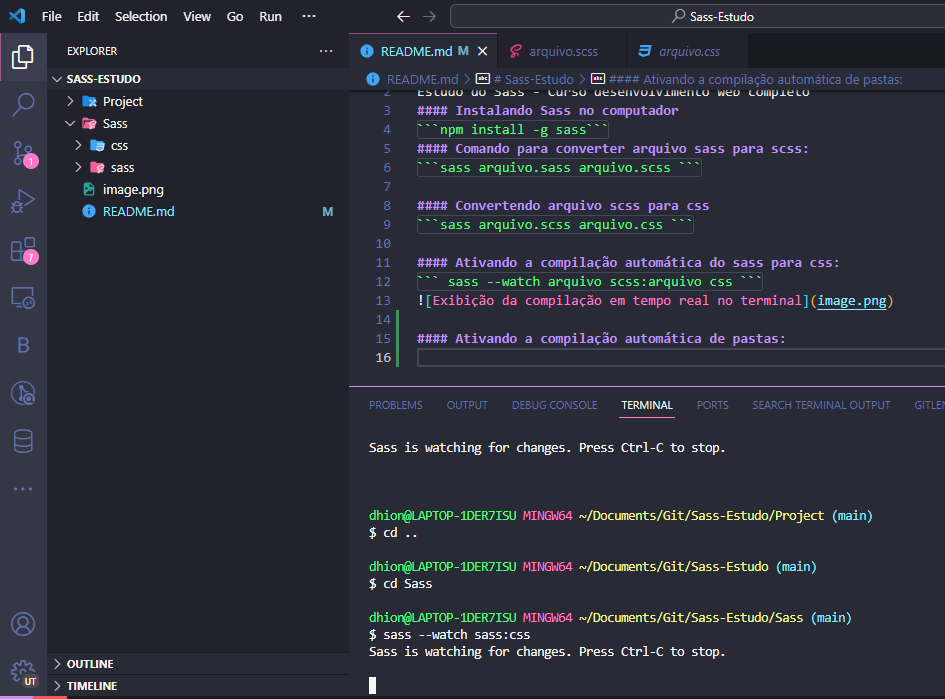 File Edit Selection View Go Run ···
Sass-Estudo
EXPLORER ···
SASS-ESTUDO
Project
Sass
css
sass
image.png
README.md M
1
7
B
···
UT
OUTLINE
TIMELINE
README.md M
arquivo.scss
arquivo.css
README.md > # Sass-Estudo > #### Ativando a compilação automática de pastas:
2 Estudo do Sass - Curso desenvolvimento Web Completo
3 #### Instalando Sass no computador
4 ```npm install -g sass```
5 #### Comando para converter arquivo sass para scss:
6 ```sass arquivo.sass arquivo.scss ```
7
8 #### Convertendo arquivo scss para css
9 ```sass arquivo.scss arquivo.css ```
10
11 #### Ativando a compilação automática do sass para css:
12 ``` sass --watch arquivo scss:arquivo css ```
13 ![Exibição da compilação em tempo real no terminal](image.png)
14
15 #### Ativando a compilação automática de pastas:
16
PROBLEMS OUTPUT DEBUG CONSOLE TERMINAL PORTS SEARCH TERMINAL OUTPUT GITLEN
Sass is watching for changes. Press Ctrl-C to stop.
dhion@LAPTOP-1DER7ISU MINGW64 ~/Documents/Git/Sass-Estudo/Project (main)
$ cd ..
dhion@LAPTOP-1DER7ISU MINGW64 ~/Documents/Git/Sass-Estudo (main)
$ cd Sass
dhion@LAPTOP-1DER7ISU MINGW64 ~/Documents/Git/Sass-Estudo/Sass (main)
$ sass --watch sass:css
Sass is watching for changes. Press Ctrl-C to stop.